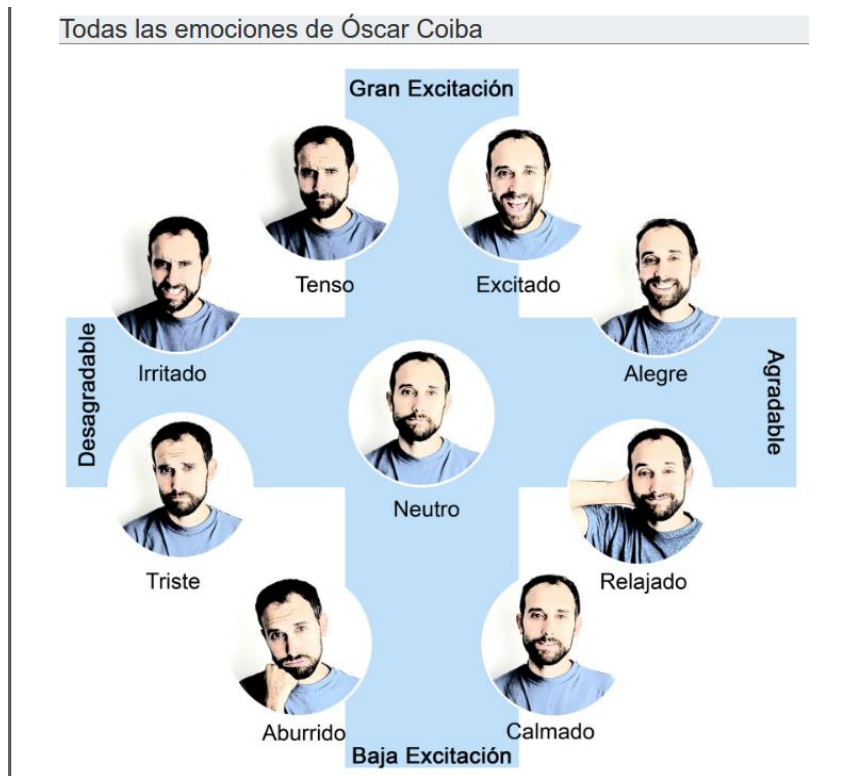 Todas las emociones de Óscar Coiba
Gran Excitación
Tenso
Excitado
Irritado
Alegre
Desagradable
Agradable
Neutro
Triste
Relajado
Aburrido
Calmado
Baja Excitación